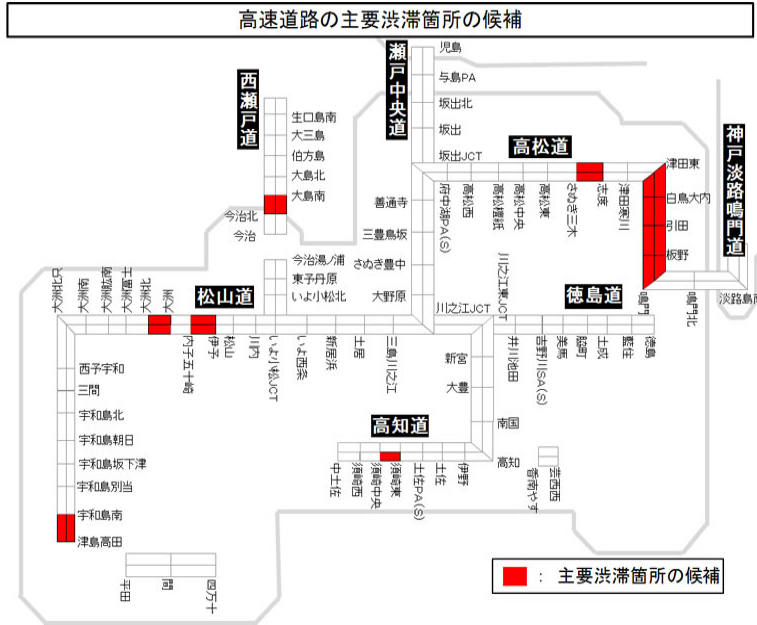 高速道路の主要渋滞箇所の候補
瀬戸中央道
児島
与島PA
坂出北
坂出
坂出JCT
西瀬戸道
生口島南
大三島
伯方島
大島北
大島南
今治北
今治
高松道
府中湖PA(S)
高松西
高松檀紙
高松中央
高松東
さぬき三木
志度
津田寒川
津田東
白鳥大内
引田
板野
鳴門
神戸淡路鳴門道
鳴門北
淡路島南
善通寺
三豊鳥坂
さぬき豊中
大野原
川之江JCT
川之江東JCT
今治湯ノ浦
東予丹原
いよ小松北
松山道
大洲北只
大洲南
大洲松ヶ花
大洲北
大洲
内子五十崎
伊予
松山
川内
いよ小松JCT
いよ西条
新居浜
土居
三島川之江
西予宇和
三間
宇和島北
宇和島朝日
宇和島坂下津
宇和島別当
宇和島南
津島高田
徳島道
井川池田
吉野川SA(S)
美馬
脇町
土成
藍住
徳島
新宮
大豊
南国
高知
高知道
中土佐
須崎西
須崎中央
須崎東
土佐PA(S)
土佐
伊野
香南やす
芸西西
平田
間
四万十
: 主要渋滞箇所の候補